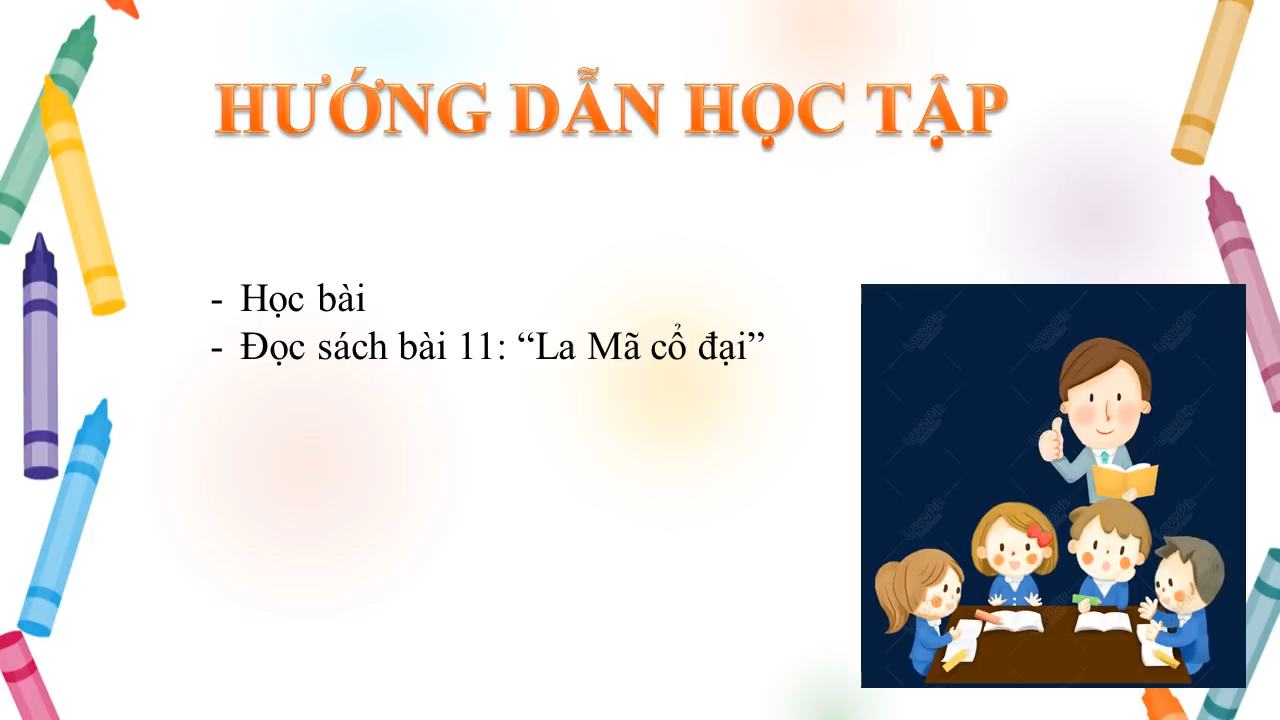 HƯỚNG DẪN HỌC TẬP
- Học bài
- Đọc sách bài 11: “La Mã cổ đại”